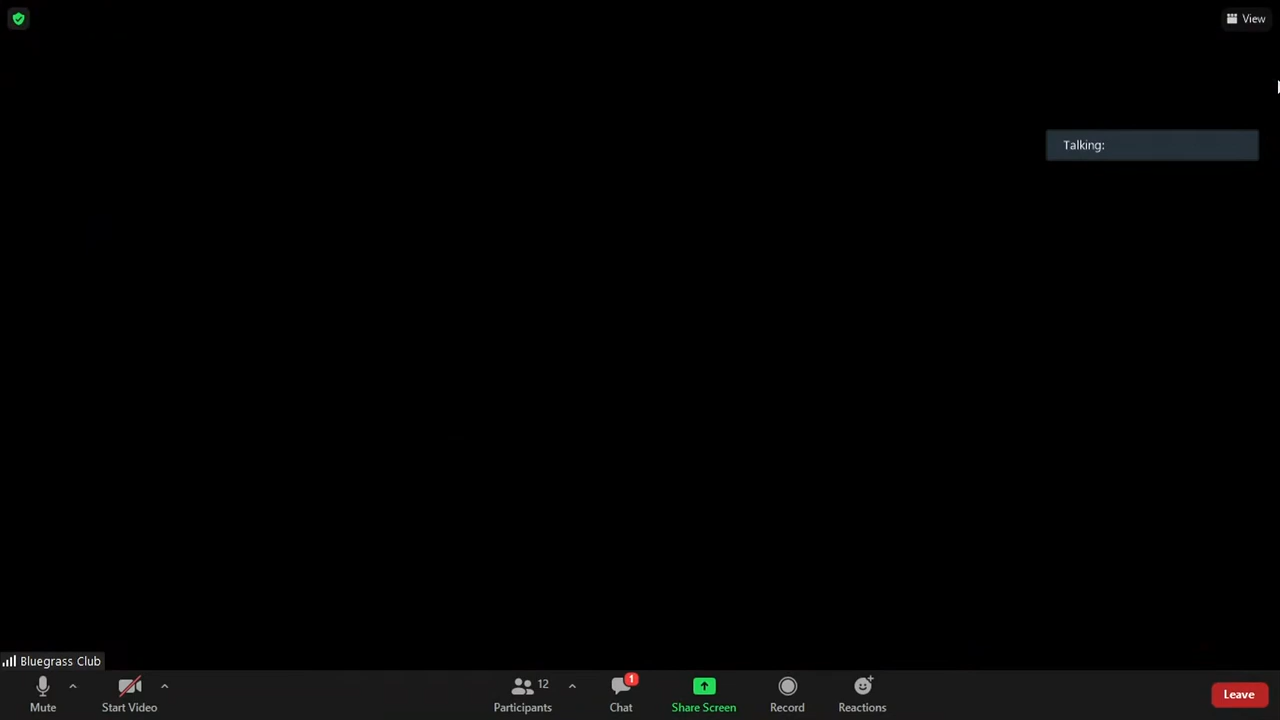 View
Talking:
Bluegrass Club
Mute
Start Video
12
Participants
1
Chat
Share Screen
Record
Reactions
Leave